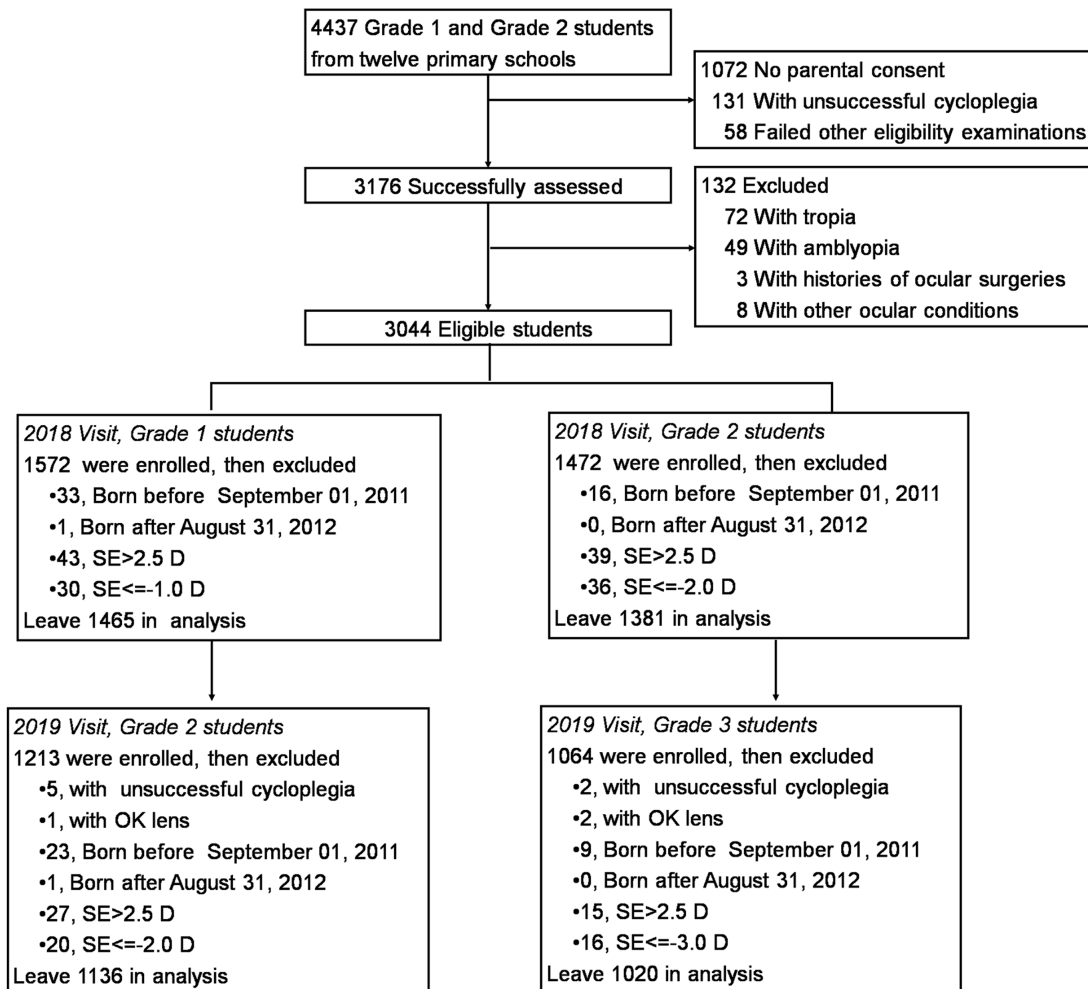 4437 Grade 1 and Grade 2 students
from twelve primary schools
1072 No parental consent
131 With unsuccessful cycloplegia
58 Failed other eligibility examinations
3176 Successfully assessed
132 Excluded
72 With tropia
49 With amblyopia
3 With histories of ocular surgeries
8 With other ocular conditions
3044 Eligible students
2018 Visit, Grade 1 students
1572 were enrolled, then excluded
•33, Born before September 01, 2011
•1, Born after August 31, 2012
•43, SE>2.5 D
•30, SE<=-1.0 D
Leave 1465 in analysis
2018 Visit, Grade 2 students
1472 were enrolled, then excluded
•16, Born before September 01, 2011
•0, Born after August 31, 2012
•39, SE>2.5 D
•36, SE<=-2.0 D
Leave 1381 in analysis
2019 Visit, Grade 2 students
1213 were enrolled, then excluded
•5, with unsuccessful cycloplegia
•1, with OK lens
•23, Born before September 01, 2011
•1, Born after August 31, 2012
•27, SE>2.5 D
•20, SE<=-2.0 D
Leave 1136 in analysis
2019 Visit, Grade 3 students
1064 were enrolled, then excluded
•2, with unsuccessful cycloplegia
•2, with OK lens
•9, Born before September 01, 2011
•0, Born after August 31, 2012
•15, SE>2.5 D
•16, SE<=-3.0 D
Leave 1020 in analysis